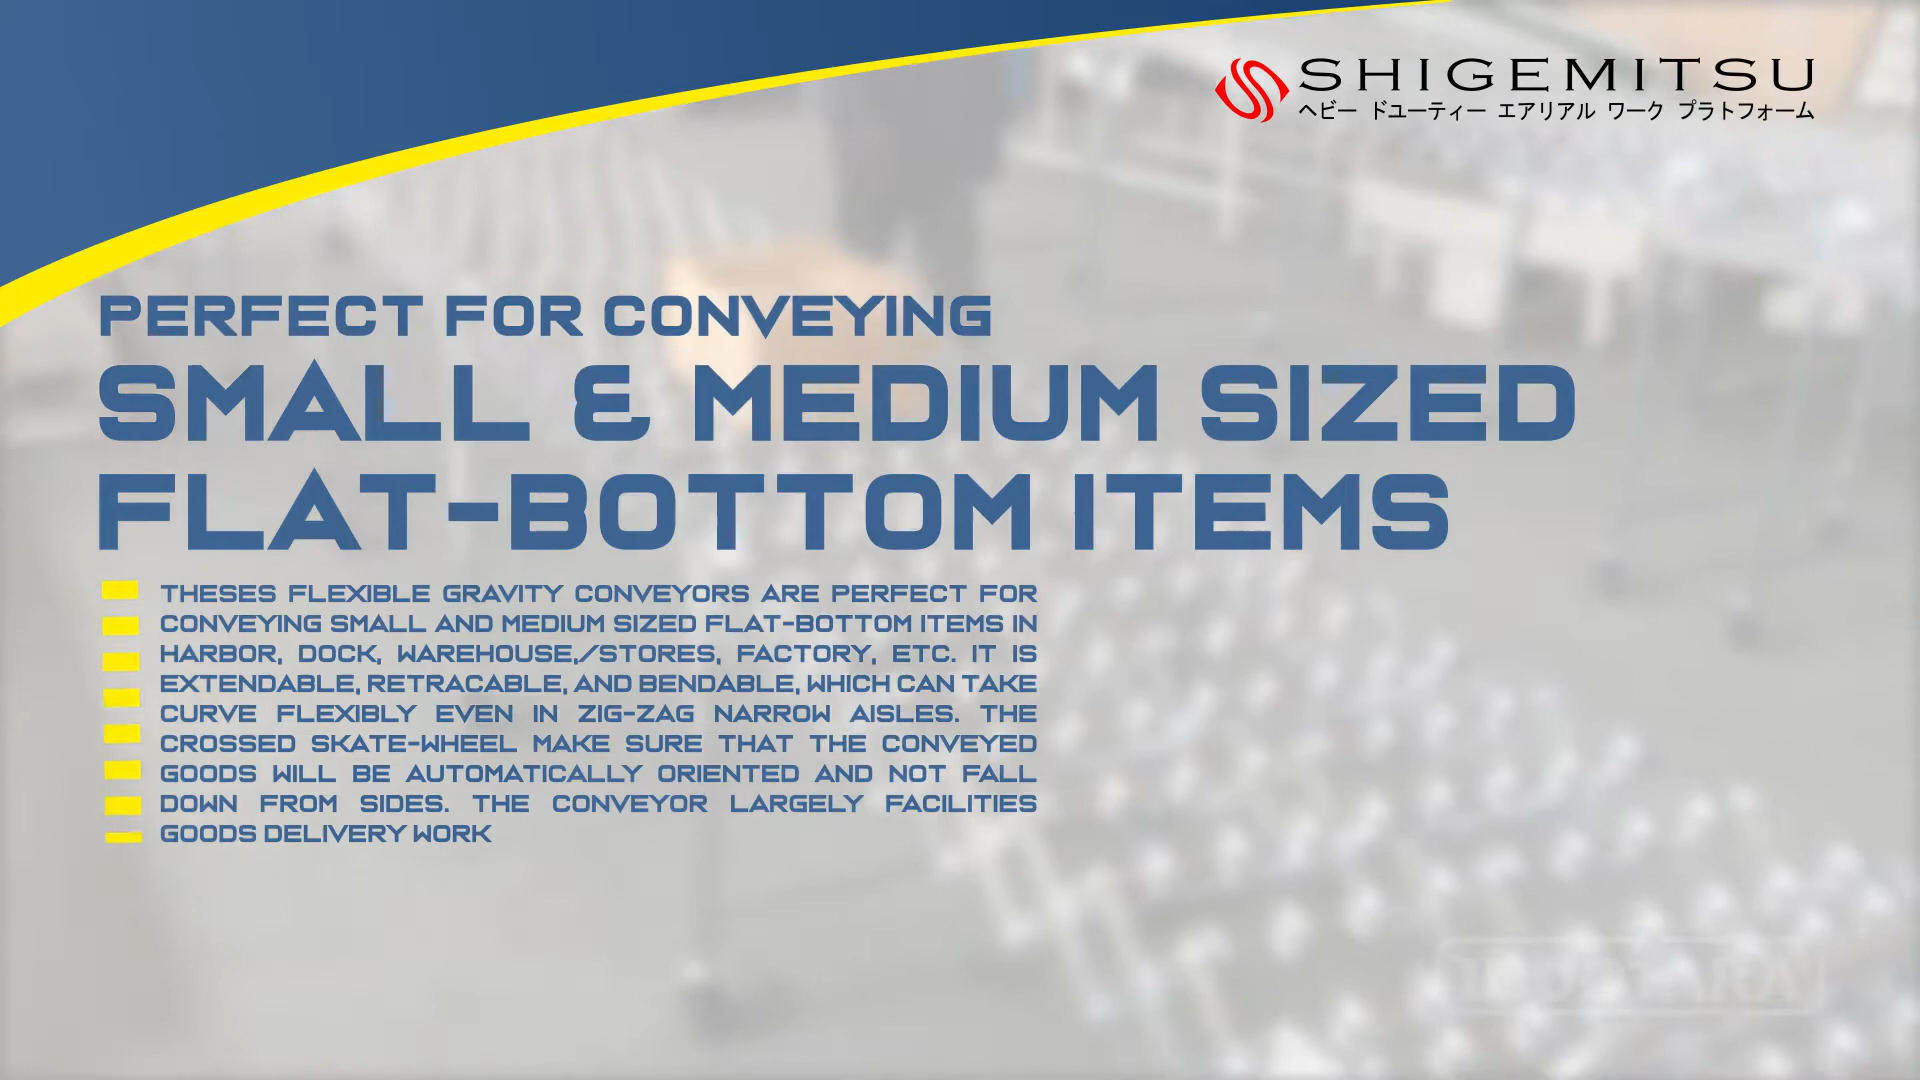 SHIGEMITSU
ヘビー ドユーティー エアリアル ワーク プラトフォーム
PERFECT FOR CONVEYING
SMALL & MEDIUM SIZED
FLAT-BOTTOM ITEMS
THESES FLEXIBLE GRAVITY CONVEYORS ARE PERFECT FOR
CONVEYING SMALL AND MEDIUM SIZED FLAT-BOTTOM ITEMS IN
HARBOR, DOCK, WAREHOUSE,/STORES, FACTORY, ETC. IT IS
EXTENDABLE, RETRACABLE, AND BENDABLE, WHICH CAN TAKE
CURVE FLEXIBLY EVEN IN ZIG-ZAG NARROW AISLES. THE
CROSSED SKATE-WHEEL MAKE SURE THAT THE CONVEYED
GOODS WILL BE AUTOMATICALLY ORIENTED AND NOT FALL
DOWN FROM SIDES. THE CONVEYOR LARGELY FACILITIES
GOODS DELIVERY WORK